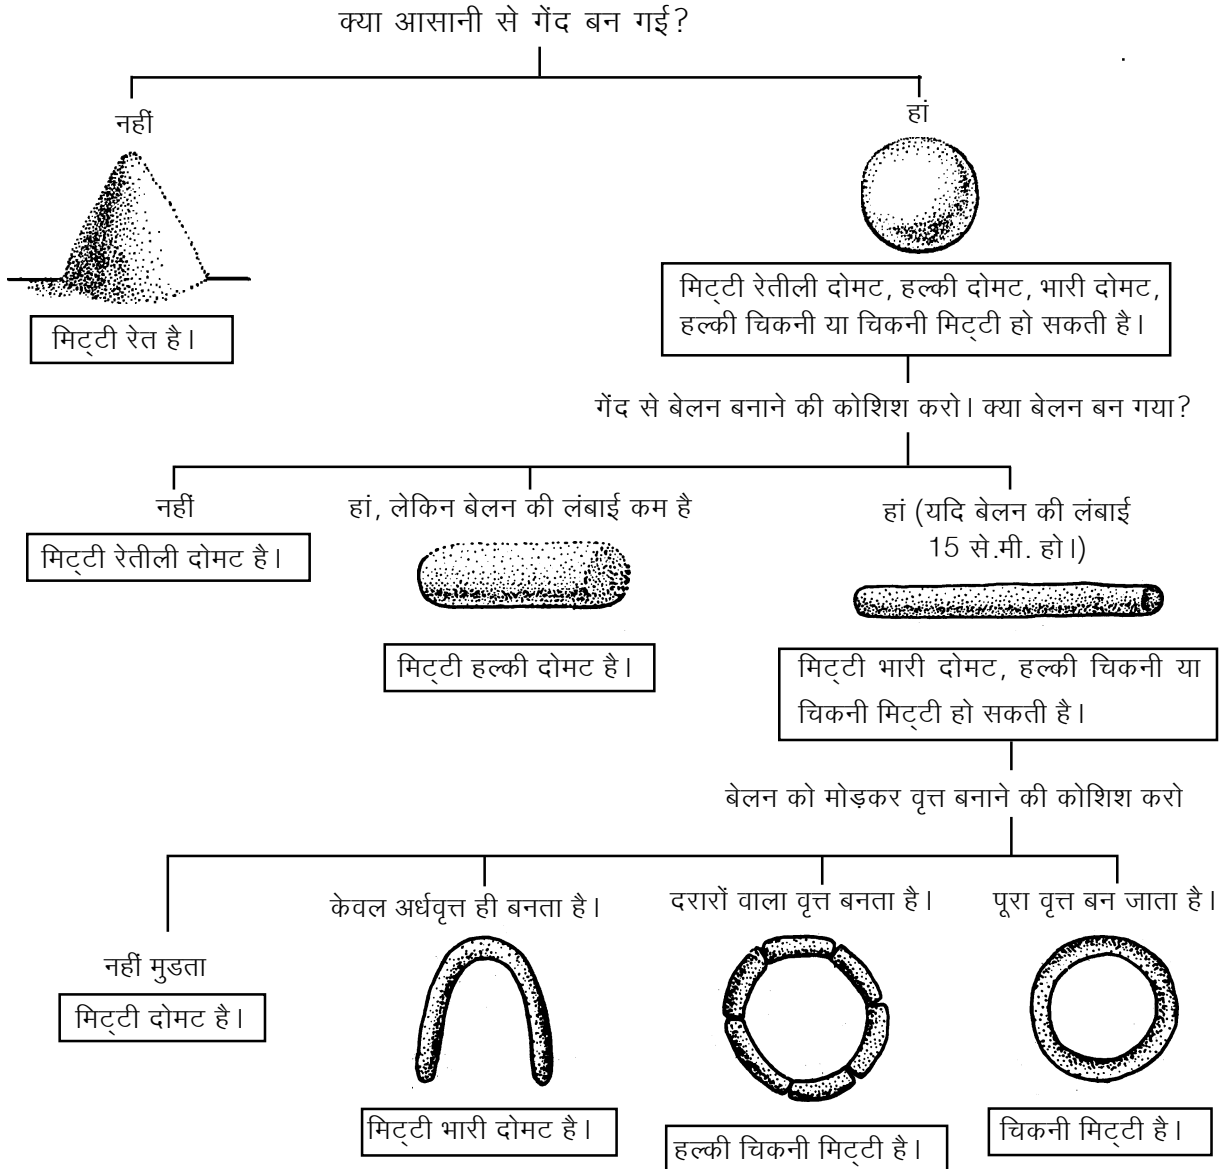 क्या आसानी से गेंद बन गई?
नहीं
हां
मिट्‌टी रेत है।
मिट्‌टी रेतीली दोमट, हल्की दोमट, भारी दोमट,
हल्की चिकनी या चिकनी मिट्‌टी हो सकती है।
गेंद से बेलन बनाने की कोशिश करो। क्या बेलन बन गया?
नहीं
मिट्‌टी रेतीली दोमट है।
हां, लेकिन बेलन की लंबाई कम है
मिट्‌टी हल्की दोमट है।
हां (यदि बेलन की लंबाई
15 से.मी. हो।)
मिट्‌टी भारी दोमट, हल्की चिकनी या
चिकनी मिट्‌टी हो सकती है।
बेलन को मोड़कर वृत्त बनाने की कोशिश करो
नहीं मुडता
मिट्‌टी दोमट है।
केवल अर्धवृत्त ही बनता है।
मिट्‌टी भारी दोमट है।
दरारों वाला वृत्त बनता है।
हल्की चिकनी मिट्‌टी है।
पूरा वृत्त बन जाता है।
चिकनी मिट्‌टी है।